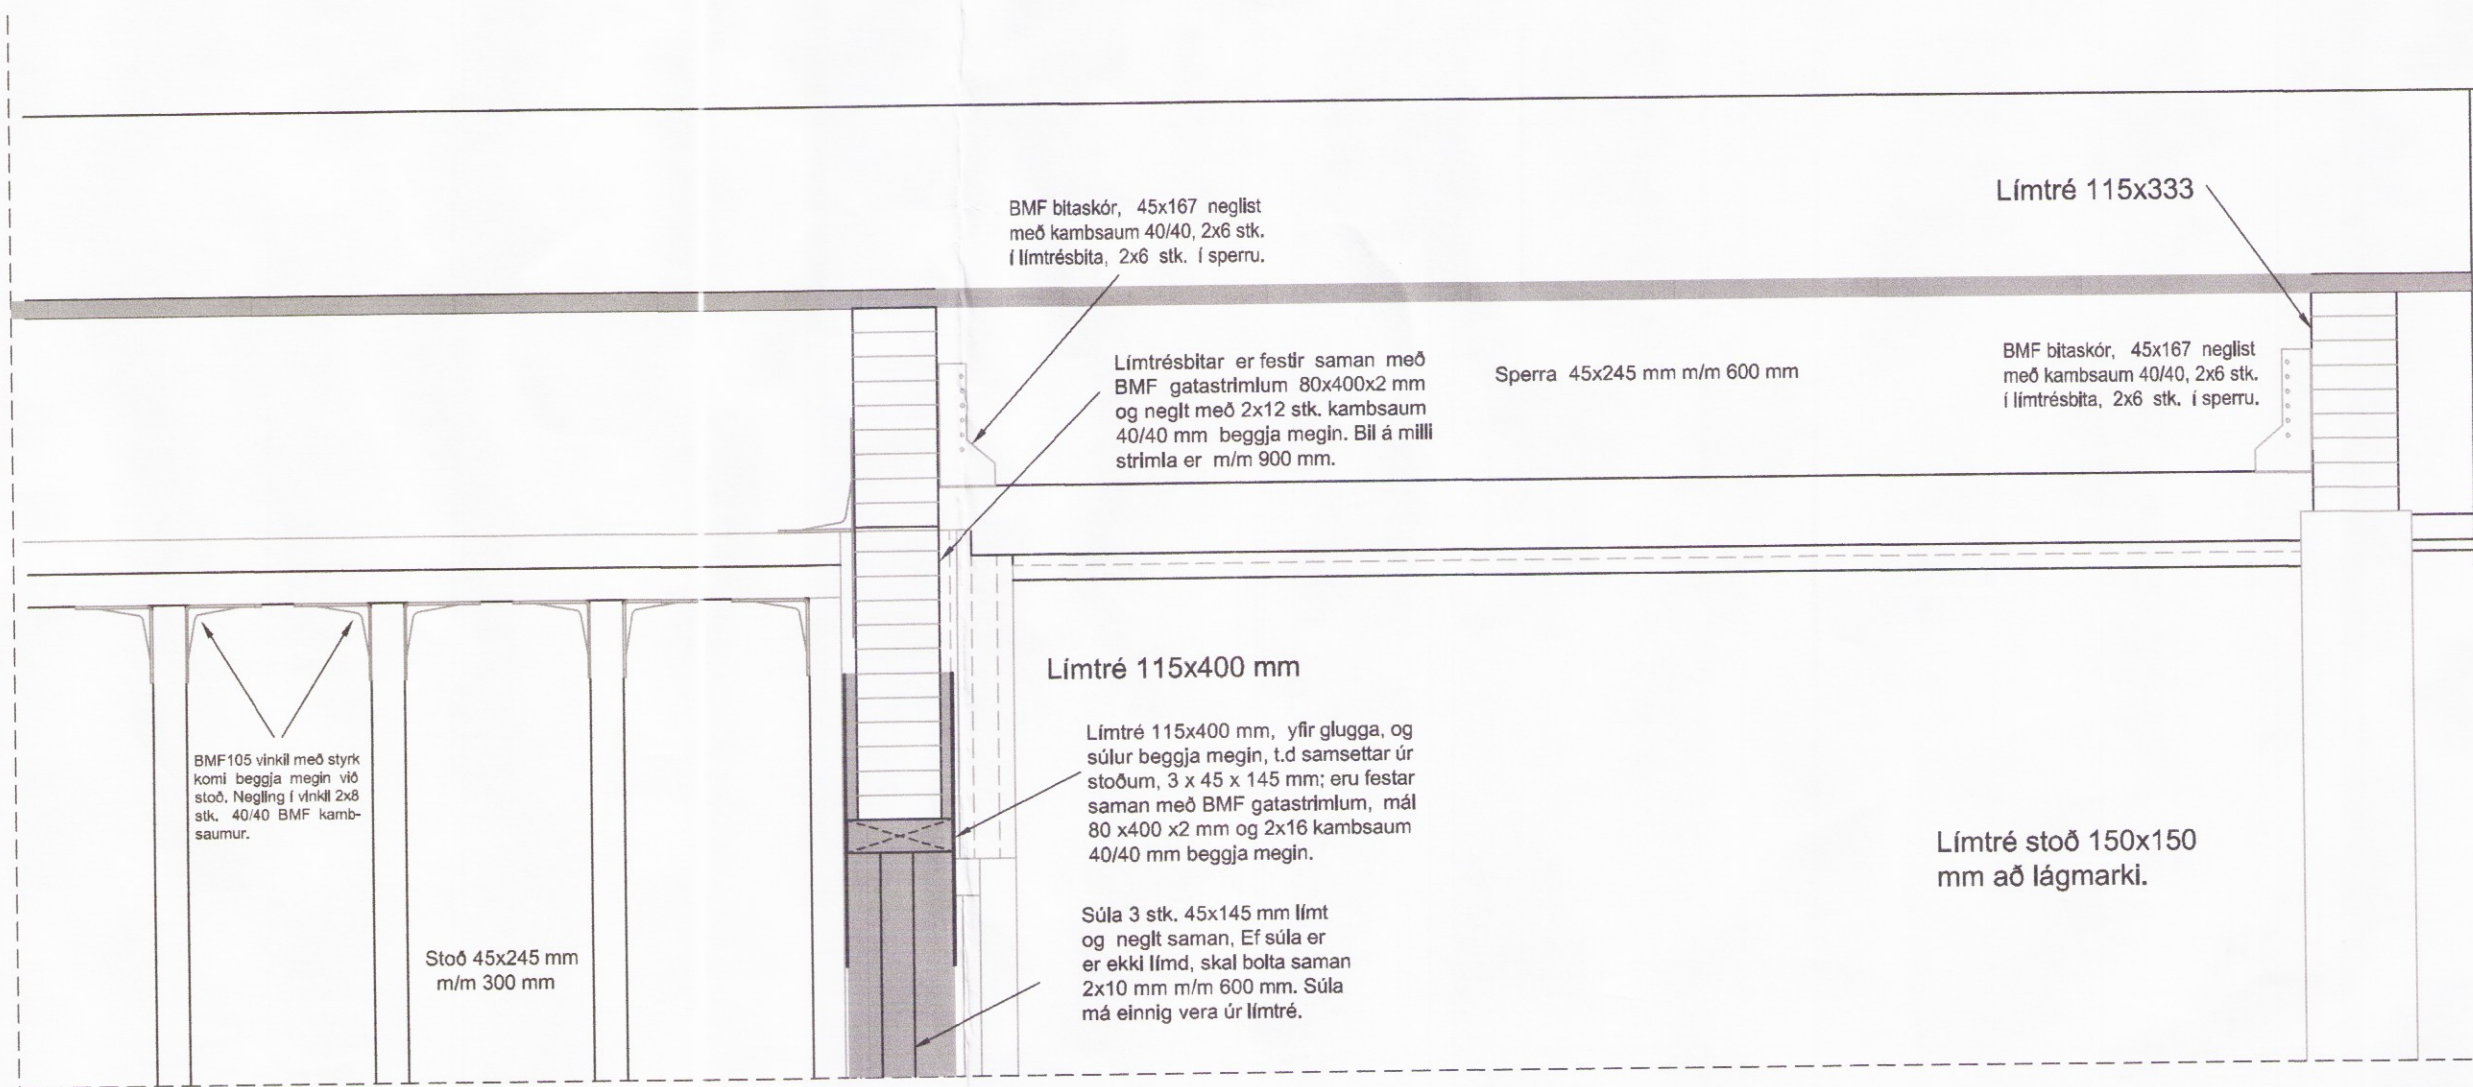 BMF bitaskór, 45x167 neglist
með kambsaum 40/40, 2x6 stk.
í límtrésbita, 2x6 stk. í sperru.
Límtré 115x333
Límtrésbitar er festir saman með
BMF gatastrimlum 80x400x2 mm
og neglt með 2x12 stk. kambsaum
40/40 mm beggja megin. Bil á milli
strimla er m/m 900 mm.
Sperra 45x245 mm m/m 600 mm
BMF bitaskór, 45x167 neglist
með kambsaum 40/40, 2x6 stk.
í límtrésbita, 2x6 stk. í sperru.
Límtré 115x400 mm
BMF105 vinkil með styrk
komi beggja megin við
stoð. Negling í vinkil 2x8
stk. 40/40 BMF kamb-
saumur.
Límtré 115x400 mm, yfir glugga, og
súlur beggja megin, t.d samsettar úr
stoðum, 3 x 45 x 145 mm; eru festar
saman með BMF gatastrimlum, mál
80 x400 x2 mm og 2x16 kambsaum
40/40 mm beggja megin.
Límtré stoð 150x150
mm að lágmarki.
Súla 3 stk. 45x145 mm límt
og neglt saman, Ef súla er
er ekki límd, skal bolta saman
2x10 mm m/m 600 mm. Súla
má einnig vera úr límtré.
Stoð 45x245 mm
m/m 300 mm